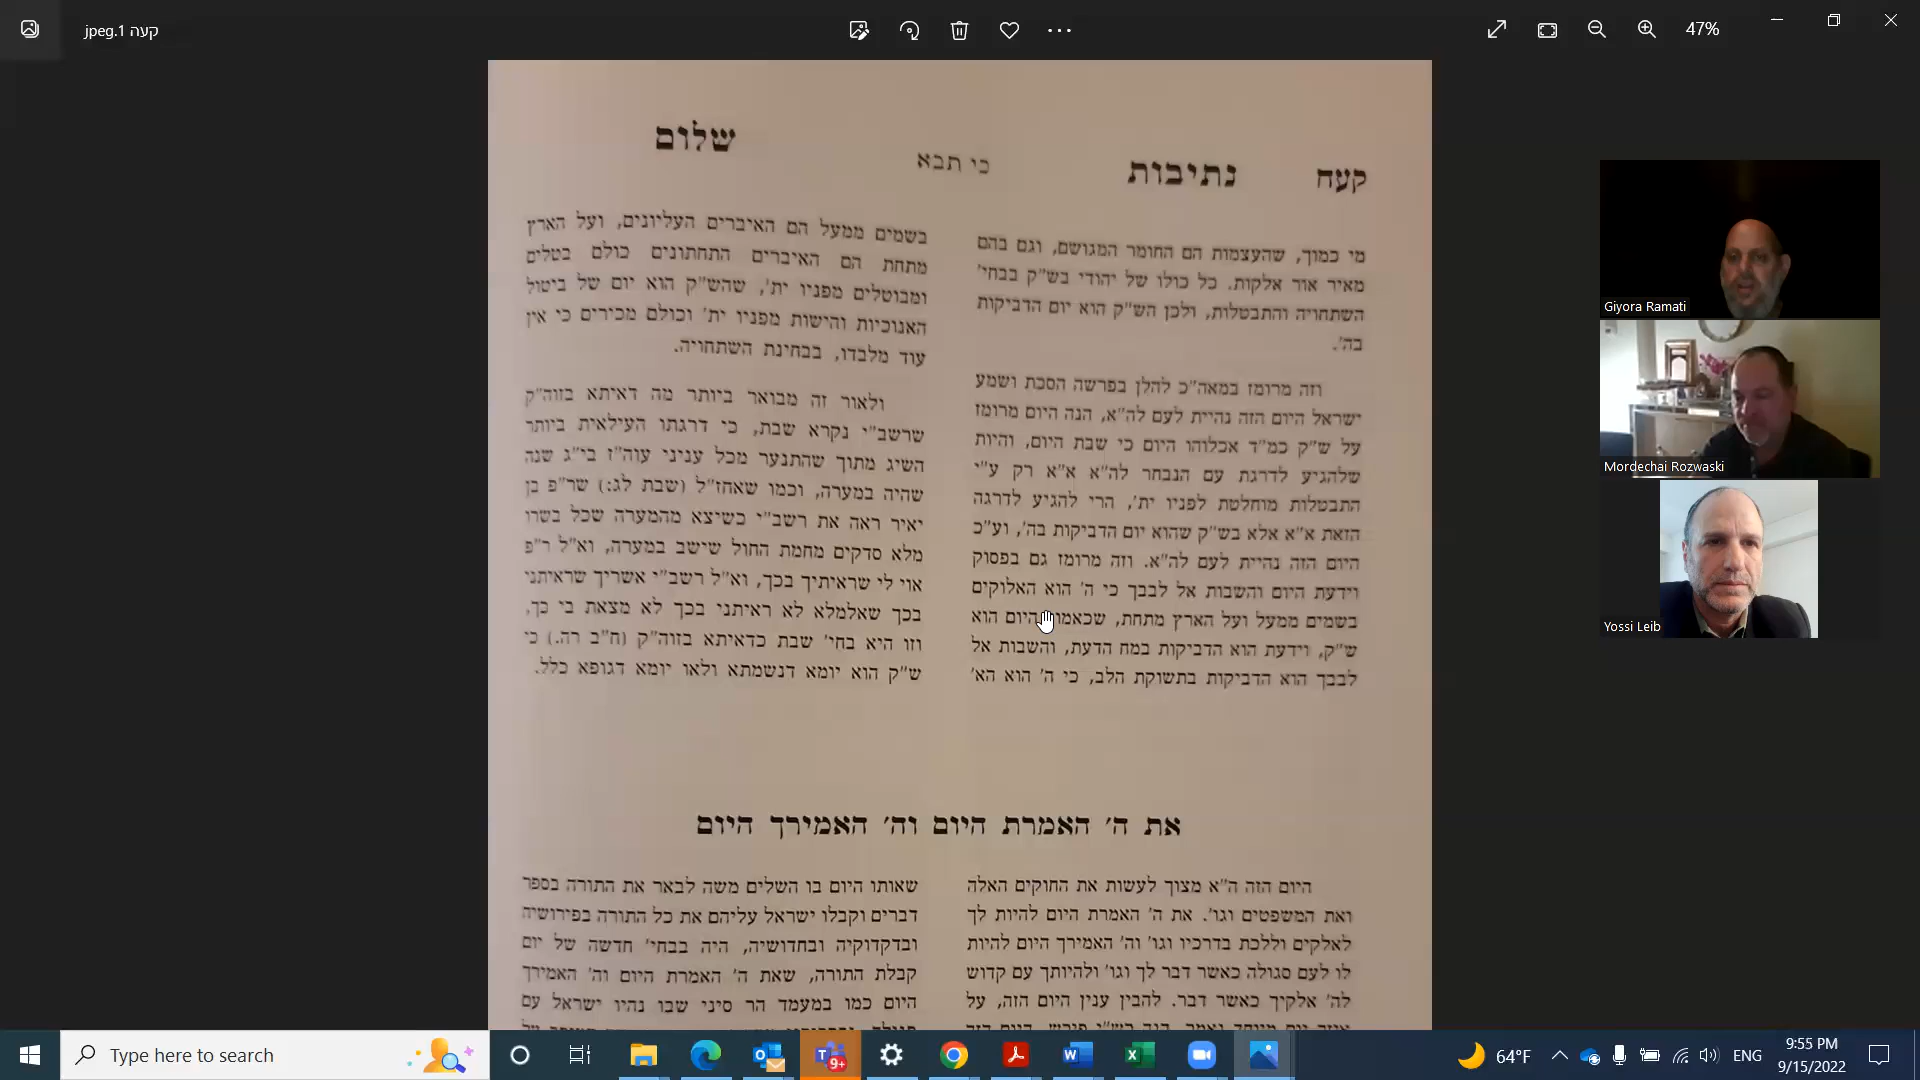 קעה 1.jpeg
47%
קעח נתיבות כי תבא שלום
מי כמוך, שהעצמות הם החומר המגושם, וגם בהם
מאיר אור אלקות. כל כולו של יהודי בש"ק בבחי'
השתחויה והתבטלות, ולכן הש"ק הוא יום הדביקות
בה'.
וזה מרומז במאה"כ להלן בפרשה הסכת ושמע
ישראל היום הזה נהיית לעם לה"א, הנה היום מרומז
על ש"ק כמ"ד אכלוהו היום כי שבת היום, והיות
שלהגיע לדרגת עם הנבחר לה"א א"א רק ע"י
התבטלות מוחלטת לפניו ית', הרי להגיע לדרגה
הזאת א"א אלא בש"ק שהוא יום הדביקות בה', וע"כ
היום הזה נהיית לעם לה"א. וזה מרומז גם בפסוק
וידעת היום והשבות אל לבבך כי ה' הוא האלוקים
בשמים ממעל ועל הארץ מתחת, שכאמור היום הוא
ש"ק, וידעת הוא הדביקות במח הדעת, והשבות אל
לבבך הוא הדביקות בתשוקת הלב, כי ה' הוא הא'
בשמים ממעל הם האיברים העליונים, ועל הארץ
מתחת הם האיברים התחתונים כולם בטלים
ומבוטלים מפניו ית', שהש"ק הוא יום של ביטול
האנוכיות והישות מפניו ית' וכולם מכירים כי אין
עוד מלבדו, בבחינת השתחויה.
ולאור זה מבואר ביותר מה דאיתא בזוה"ק
שרשב"י נקרא שבת, כי דרגתו העילאית ביותר
השיג מתוך שהתנער מכל עניני עוה"ז בי"ג שנה
שהיה במערה, וכמו שאחז"ל (שבת לג:) שר"פ בן
יאיר ראה את רשב"י כשיצא מהמערה שכל בשרו
מלא סדקים מחמת החול שישב במערה, וא"ל ר"פ
אוי לי שראיתיך בכך, וא"ל רשב"י אשריך שראיתני
בכך שאלמלא לא ראיתני בכך לא מצאת בי כך,
וזו היא בחי' שבת כדאיתא בזוה"ק (ח"ב רה.) כי
ש"ק הוא יומא דנשמתא ולאו יומא דגופא כלל.
את ה' האמרת היום וה' האמירך היום
היום הזה ה"א מצוך לעשות את החוקים האלה
ואת המשפטים וגו'. את ה' האמרת היום להיות לך
לאלקים וללכת בדרכיו וגו' וה' האמירך היום להיות
לו לעם סגולה כאשר דבר לך וגו' ולהיותך עם קדוש
לה' אלקיך כאשר דבר. להבין ענין היום הזה, על
שאותו היום בו השלים משה לבאר את התורה בספר
דברים וקבלו ישראל עליהם את כל התורה בפירושיה
ובדקדוקיה ובחדושיה, היה בבחי' חדשה של יום
קבלת התורה, שאת ה' האמרת היום וה' האמירך
היום כמו במעמד הר סיני שבו נהיו ישראל עם
Giyora Ramati
Mordechai Rozwaski
Yossi Leib
Type here to search
9+
64°F
ENG
9:55 PM
9/15/2022